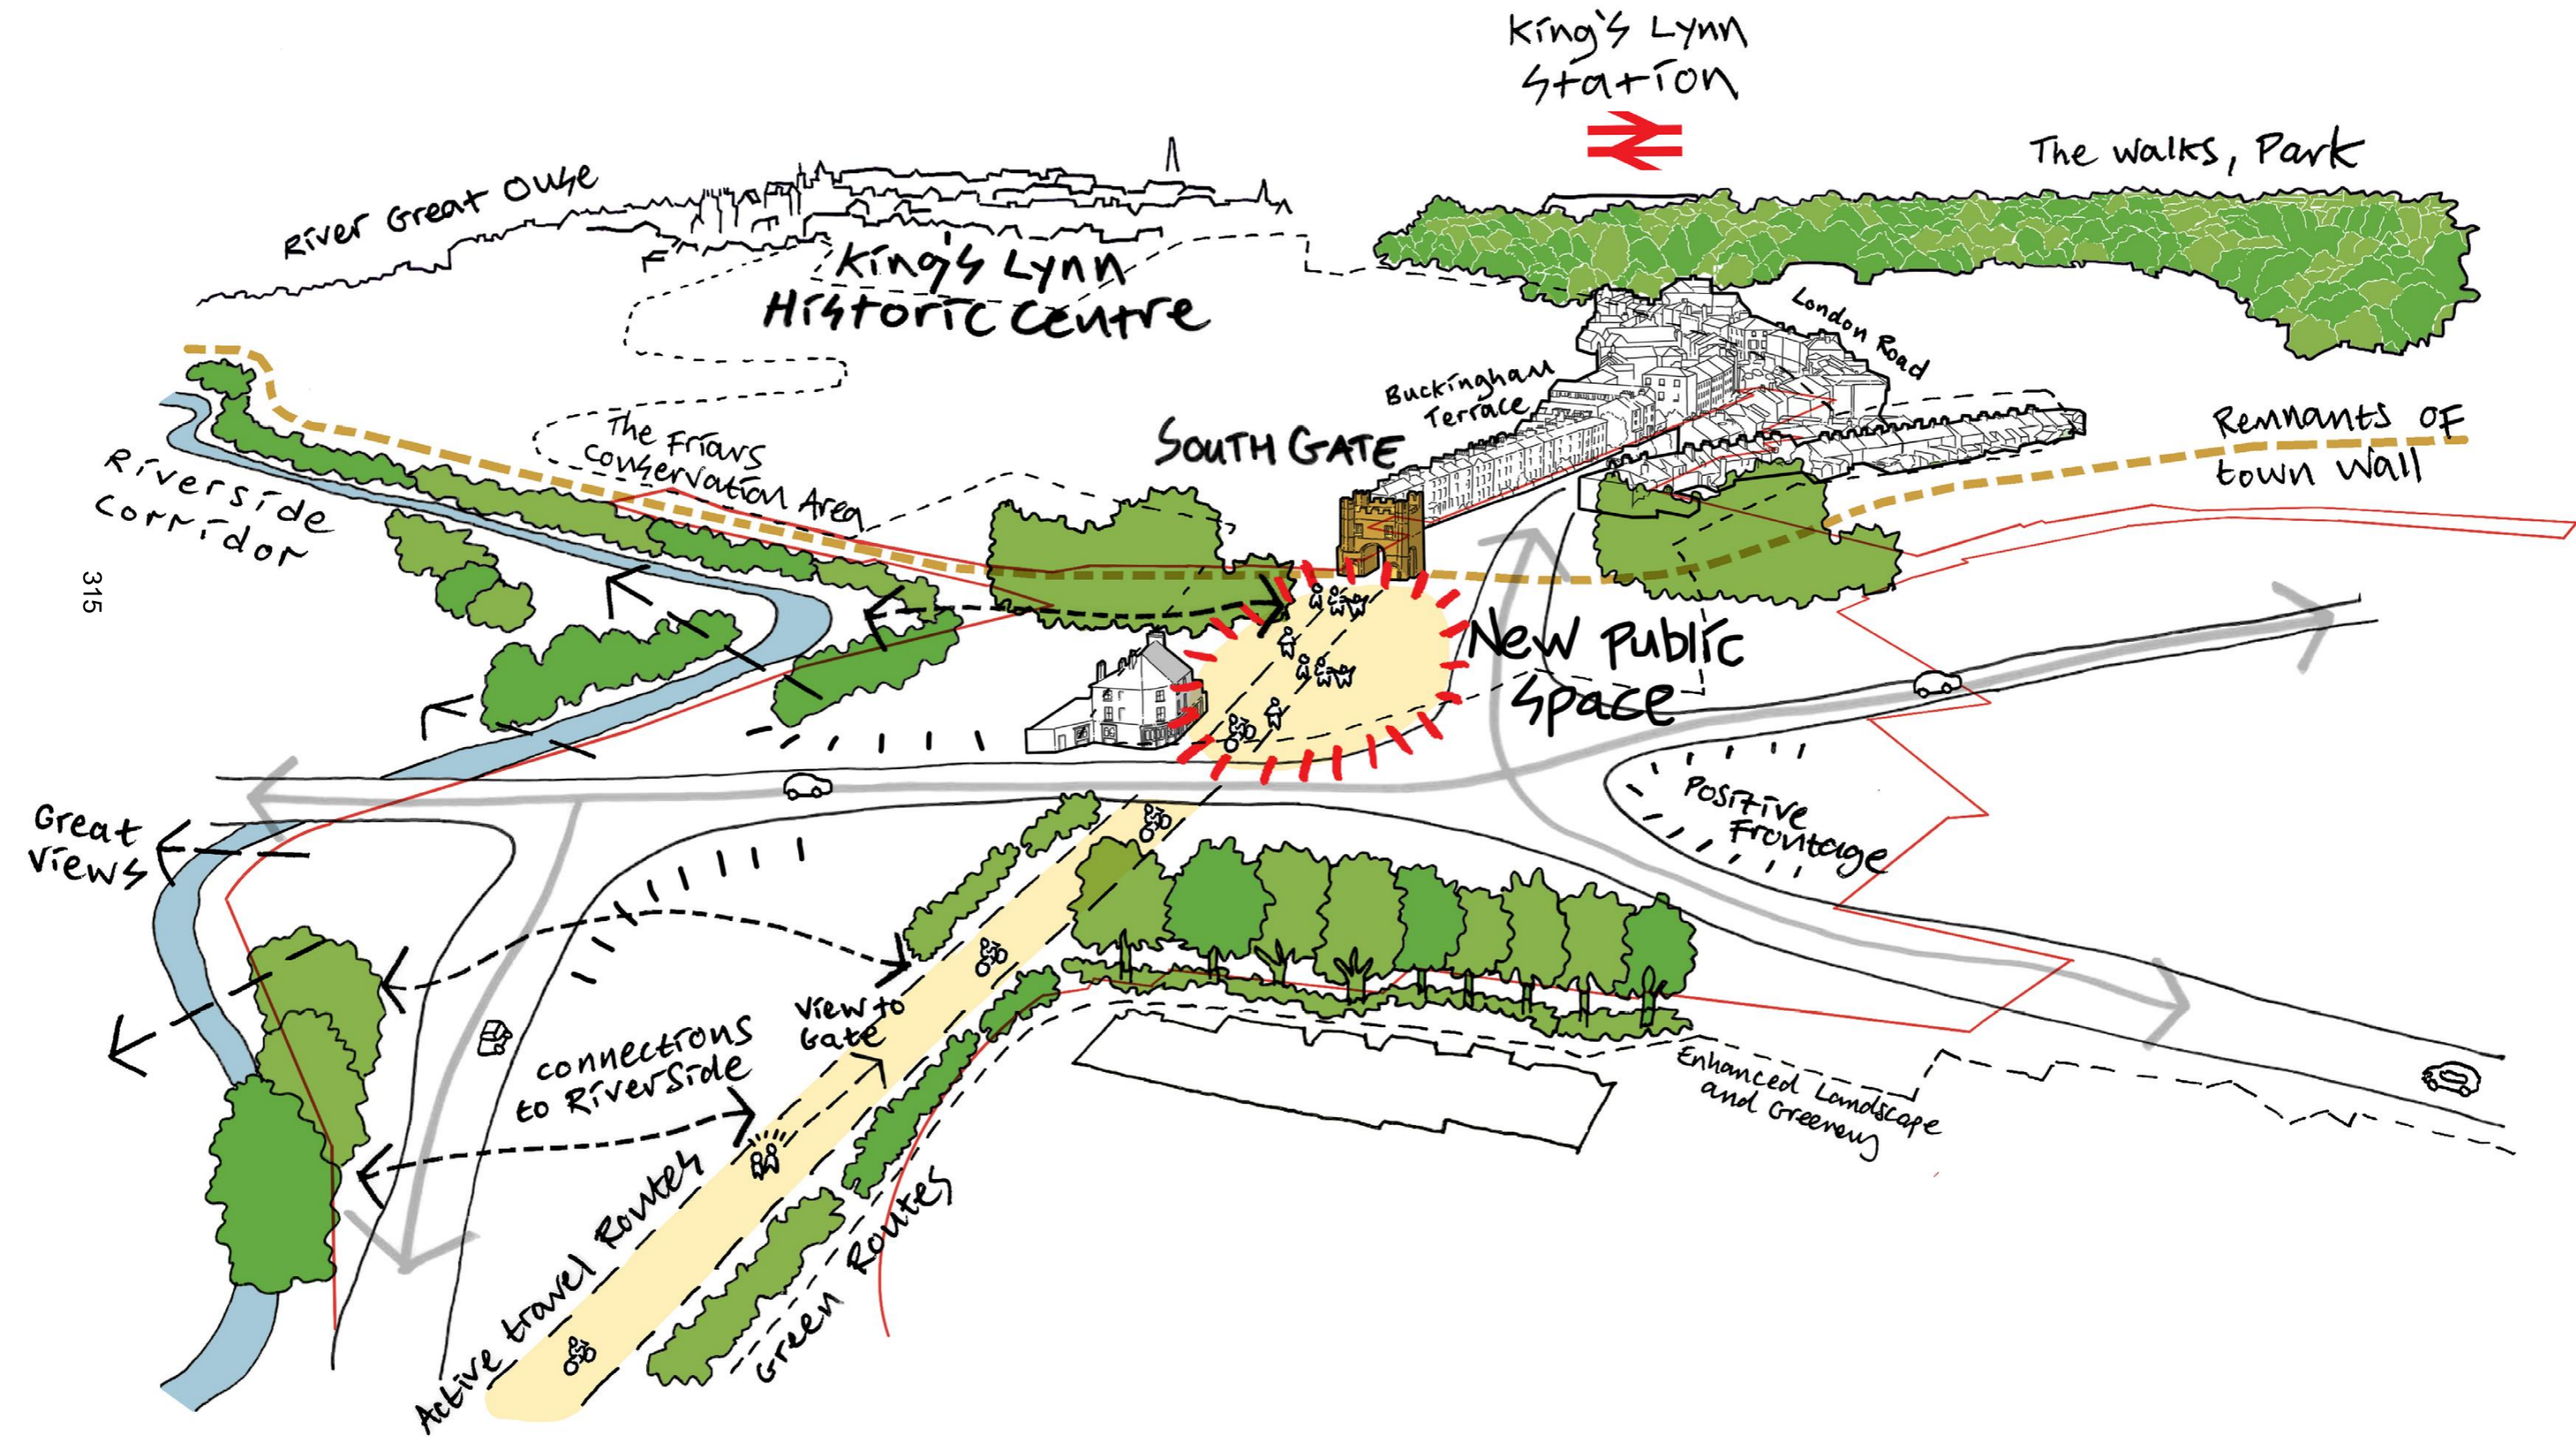 King's Lynn
Station
The Walks, Park
River Great Ouse
King's Lynn
Historic Centre
London Road
Buckingham
Terrace
Remnants of
town Wall
The Friars
Conservation Area
SOUTH GATE
Riverside
Corridor
315
New Public
Space
Positive
Frontage
Great
Views
View to
Gate
Connections
to Riverside
Enhanced Landscape
and Greenery
Active travel Routes
Green Routes